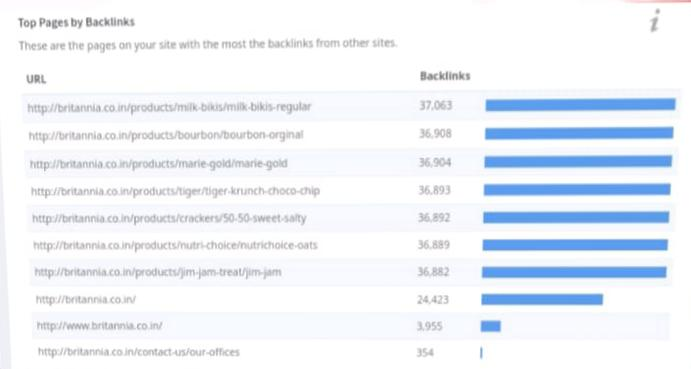 Top Pages by Backlinks
i
These are the pages on your site with the most the backlinks from other sites.
URL Backlinks
http://britannia.co.in/products/milk-bikis/milk-bikis-regular 37,063
http://britannia.co.in/products/bourbon/bourbon-orginal 36,908
http://britannia.co.in/products/marie-gold/marie-gold 36,904
http://britannia.co.in/products/tiger/tiger-krunch-choco-chip 36,893
http://britannia.co.in/products/crackers/50-50-sweet-salty 36,892
http://britannia.co.in/products/nutri-choice/nutrichoice-oats 36,889
http://britannia.co.in/products/jim-jam-treat/jim-jam 36,882
http://britannia.co.in/ 24,423
http://www.britannia.co.in/ 3,955
http://britannia.co.in/contact-us/our-offices 354